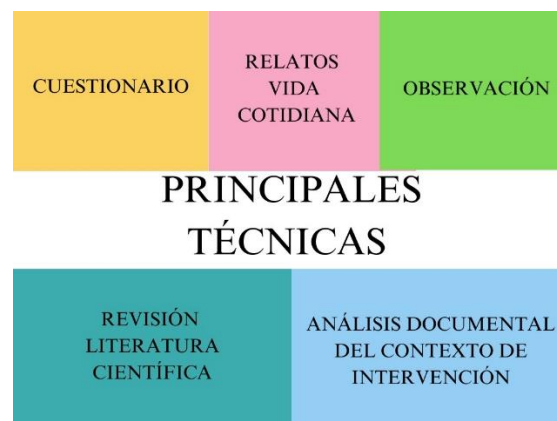 CUESTIONARIO
RELATOS
VIDA
COTIDIANA
OBSERVACIÓN
PRINCIPALES
TÉCNICAS
REVISIÓN
LITERATURA
CIENTÍFICA
ANÁLISIS DOCUMENTAL
DEL CONTEXTO DE
INTERVENCIÓN